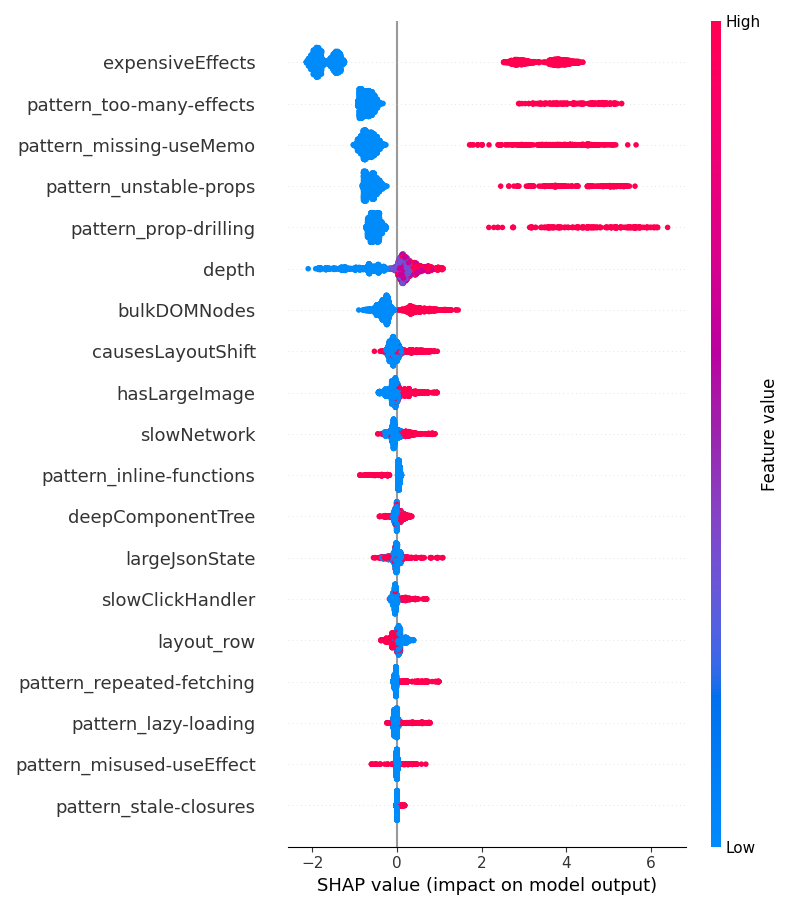 High
expensiveEffects
pattern_too-many-effects
pattern_missing-useMemo
pattern_unstable-props
pattern_prop-drilling
depth
bulkDOMNodes
causesLayoutShift
hasLargeImage
slowNetwork
pattern_inline-functions
deepComponentTree
largeJsonState
slowClickHandler
layout_row
pattern_repeated-fetching
pattern_lazy-loading
pattern_misused-useEffect
pattern_stale-closures
Feature value
Low
−2 0 2 4 6
SHAP value (impact on model output)